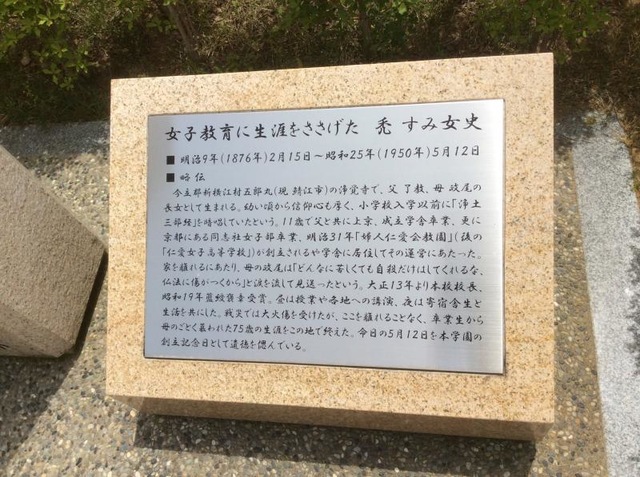 女子教育に生涯をささげた 禿 すみ女史
■ 明治9年(1876年)2月15日～昭和25年(1950年)5月12日
■ 略 伝
今立郡新横江村五郎丸(現 鯖江市)の浄覚寺で、父 了教、母 政尾の
長女として生まれる。幼い頃から信仰心も厚く、小学校入学以前に「浄土
三部経」を暗唱していたという。11歳で父と共に上京、成立学舎卒業、更に
京都にある同志社女子部卒業、明治31年「婦人仁愛会教園」(後の
「仁愛女子高等学校」)が創立されるや学舎に居住してその運営にあたった。
家を離れるにあたり、母の政尾は「どんなに苦しくても自殺だけはしてくれるな、
仏法に傷がつくから」と涙を流して見送ったという。大正13年より本校校長、
昭和19年藍綬褒章受賞。昼は授業や各地への講演、夜は寄宿舎生と
生活を共にした。戦災では大火傷を受けたが、ここを離れることなく、卒業生から
母のごとく慕われた75歳の生涯をこの地で終えた。今日の5月12日を本学園の
創立記念日として遺徳を偲んでいる。